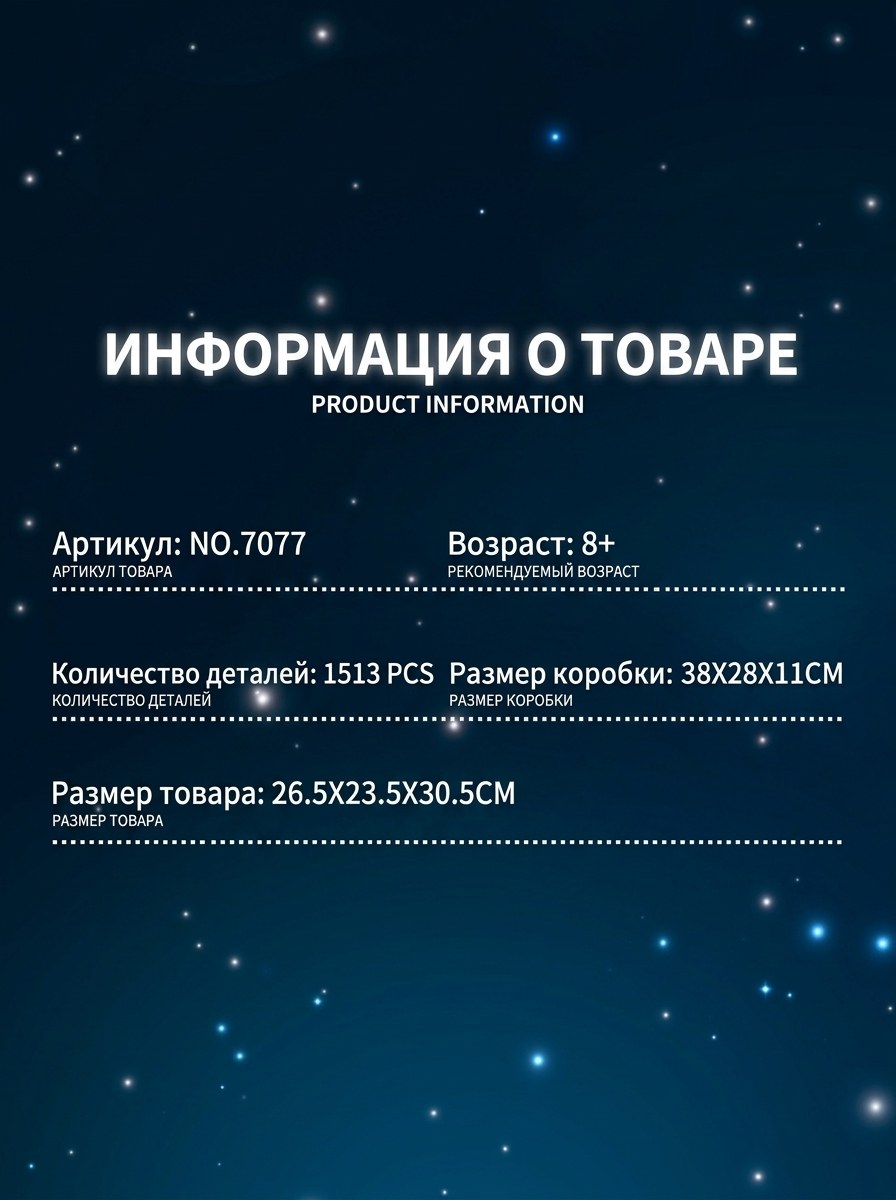 ИНФОРМАЦИЯ О ТОВАРЕ
PRODUCT INFORMATION
Артикул: NO.7077
АРТИКУЛ ТОВАРА
Возраст: 8+
РЕКОМЕНДУЕМЫЙ ВОЗРАСТ
Количество деталей: 1513 PCS
КОЛИЧЕСТВО ДЕТАЛЕЙ
Размер коробки: 38X28X11CM
РАЗМЕР КОРОБКИ
Размер товара: 26.5X23.5X30.5CM
РАЗМЕР ТОВАРА